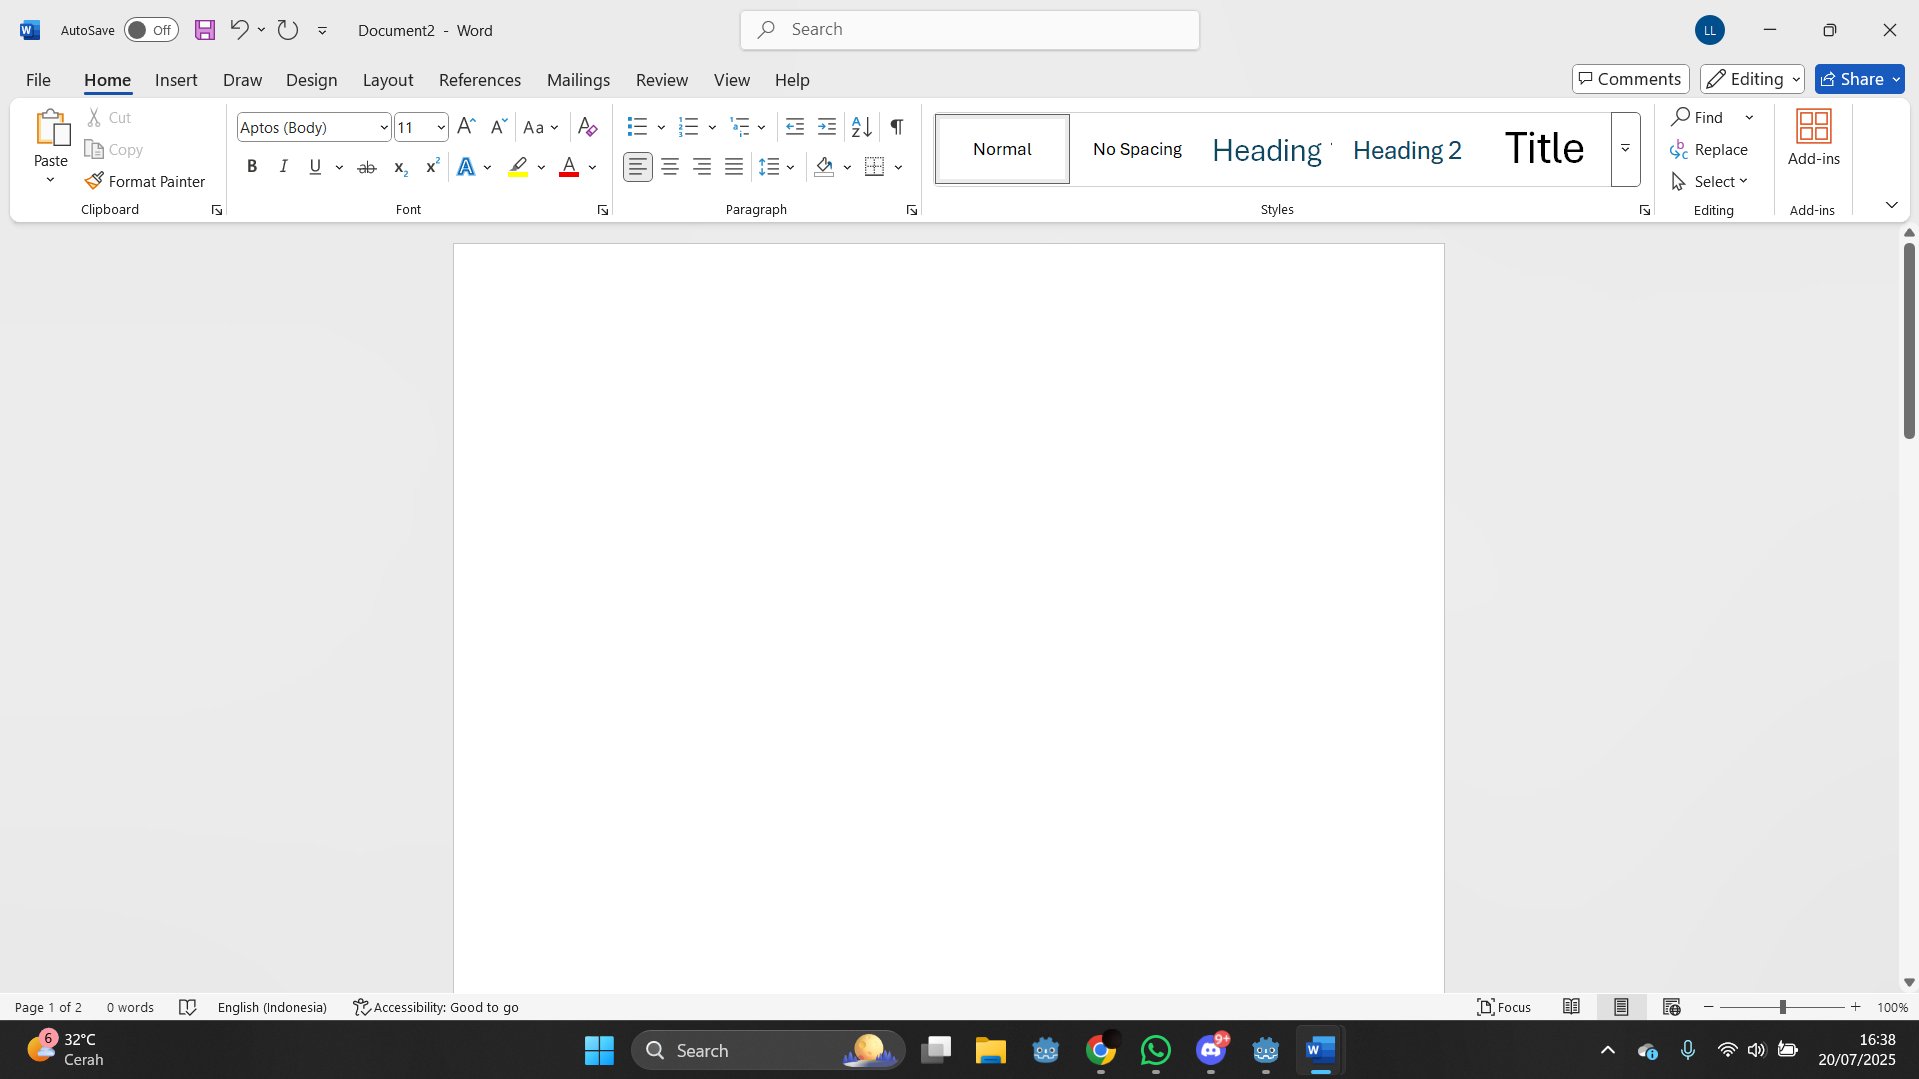 AutoSave Off Document2 - Word Search LL
File Home Insert Draw Design Layout References Mailings Review View Help Comments Editing Share
Paste Cut Copy Format Painter Clipboard
Aptos (Body) 11 Font
Paragraph
Normal No Spacing Heading Heading 2 Title Styles
Find Replace Select Editing
Add-ins Add-ins
Page 1 of 2 0 words English (Indonesia) Accessibility: Good to go Focus 100%
6 32°C Search 9+ 16:38
Cerah 20/07/2025